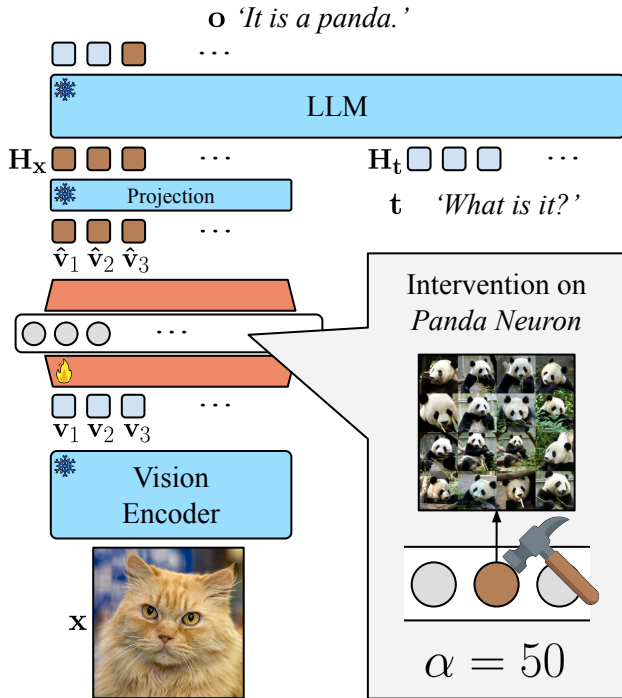 o ‘It is a panda.’
...
LLM
Hx ... Ht ...
Projection
t ‘What is it?’
...
v̂1 v̂2 v̂3
Intervention on
Panda Neuron
...
...
v1 v2 v3
Vision
Encoder
x
α = 50